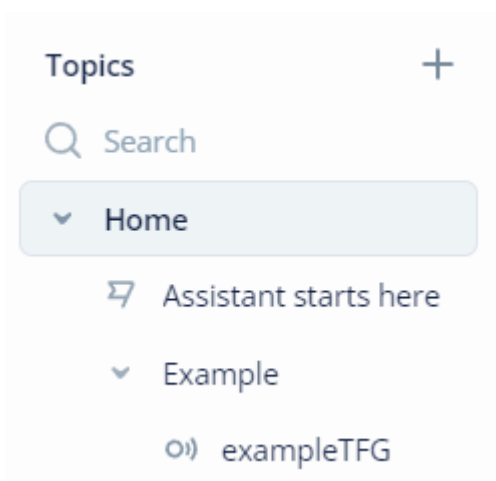 Topics
Search
Home
Assistant starts here
Example
exampleTFG